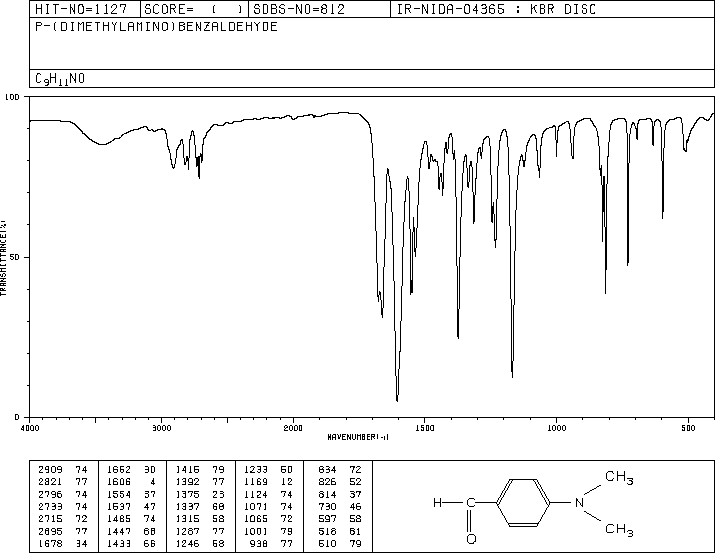 HIT-NO=1127 SCORE= ( ) SDBS-NO=812 IR-NIDA-04365 : KBR DISC
P-(DIMETHYLAMINO)BENZALDEHYDE
C9H11NO
100
50
0
TRANSMITTANCE(%)
4000 3000 2000 1500 1000 500
WAVENUMBER(-1)
2909 74 1662 30 1416 79 1233 50 834 72
2821 77 1606 4 1392 77 1169 12 826 52
2796 74 1554 37 1375 23 1124 74 814 37
2733 74 1537 47 1337 68 1071 74 730 46
2715 72 1485 74 1315 58 1065 72 597 58
2695 77 1447 68 1287 77 1001 79 518 81
1678 34 1433 66 1246 58 938 77 510 79
CH3
H C N
O CH3